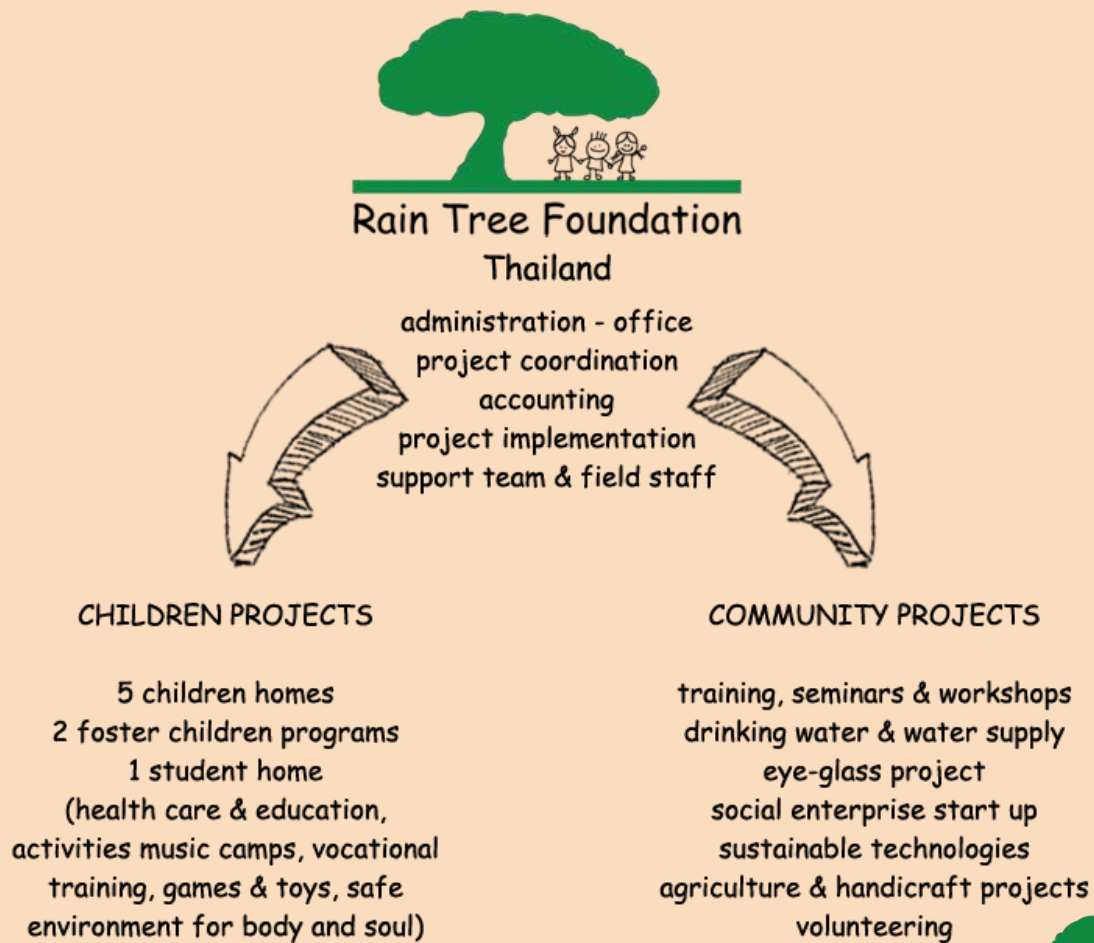 Rain Tree Foundation
Thailand
administration - office
project coordination
accounting
project implementation
support team & field staff
CHILDREN PROJECTS
5 children homes
2 foster children programs
1 student home
(health care & education,
activities music camps, vocational
training, games & toys, safe
environment for body and soul)
COMMUNITY PROJECTS
training, seminars & workshops
drinking water & water supply
eye-glass project
social enterprise start up
sustainable technologies
agriculture & handicraft projects
volunteering